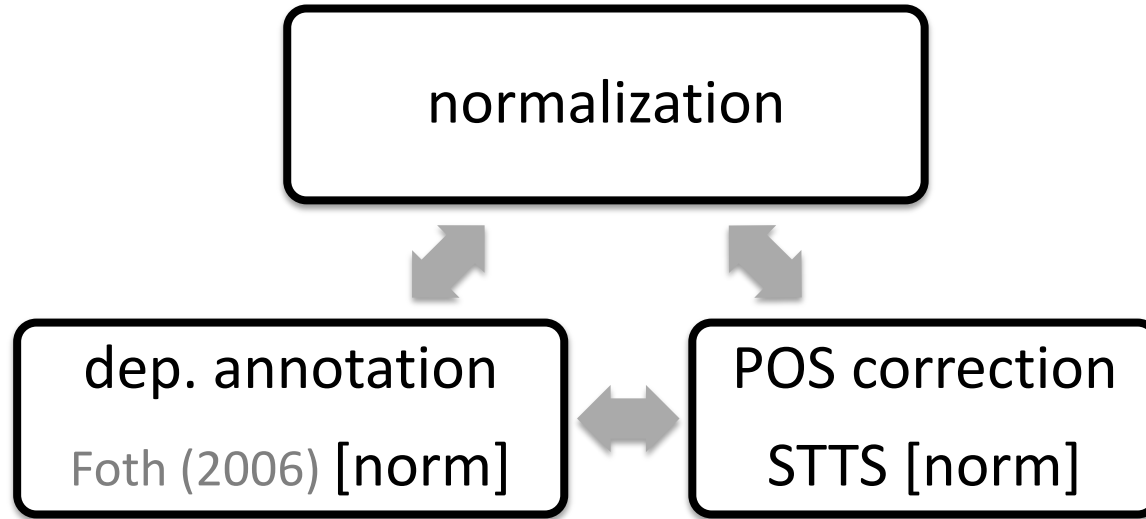 normalization
dep. annotation
Foth (2006) [norm]
POS correction
STTS [norm]